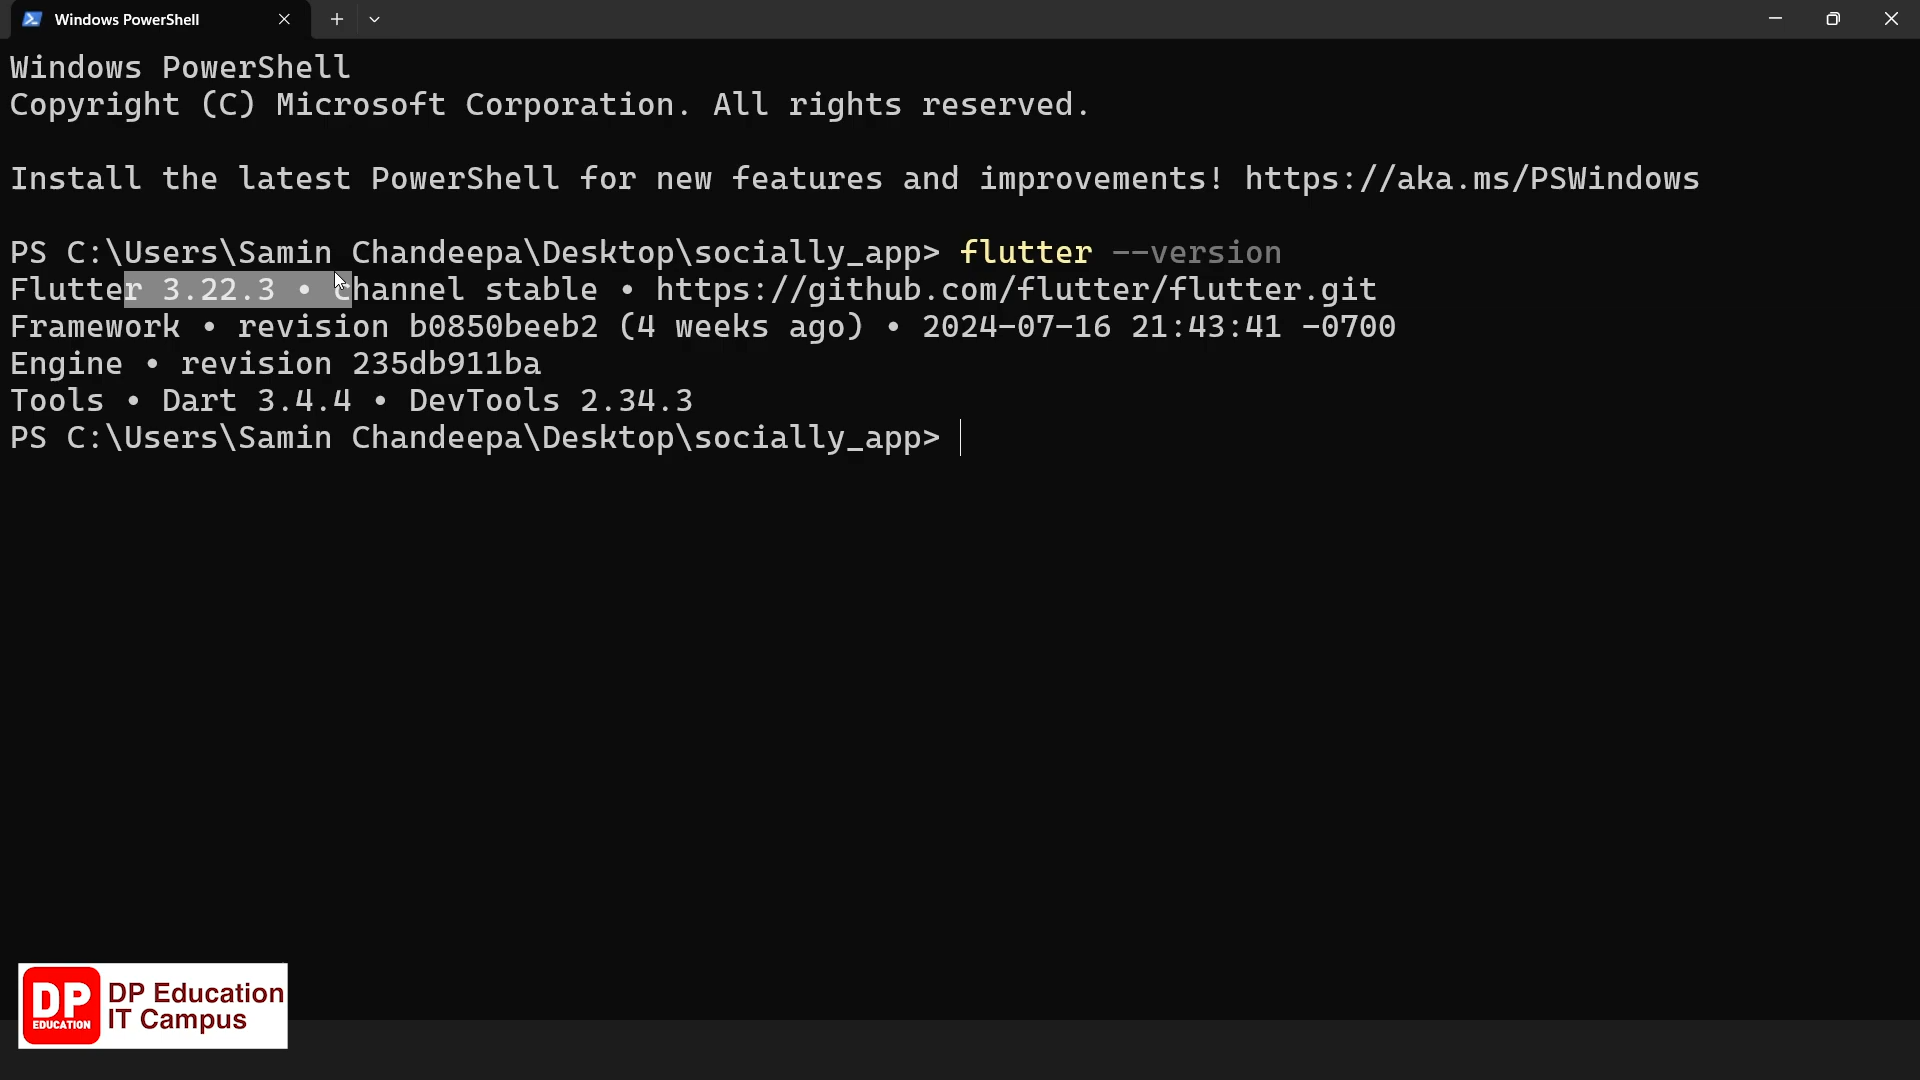 Windows PowerShell
Windows PowerShell
Copyright (C) Microsoft Corporation. All rights reserved.
Install the latest PowerShell for new features and improvements! https://aka.ms/PSWindows
PS C:\Users\Samin Chandeepa\Desktop\socially_app> flutter --version
Flutter 3.22.3 • channel stable • https://github.com/flutter/flutter.git
Framework • revision b0850beeb2 (4 weeks ago) • 2024-07-16 21:43:41 -0700
Engine • revision 235db911ba
Tools • Dart 3.4.4 • DevTools 2.34.3
PS C:\Users\Samin Chandeepa\Desktop\socially_app>
DP
EDUCATION
DP Education
IT Campus